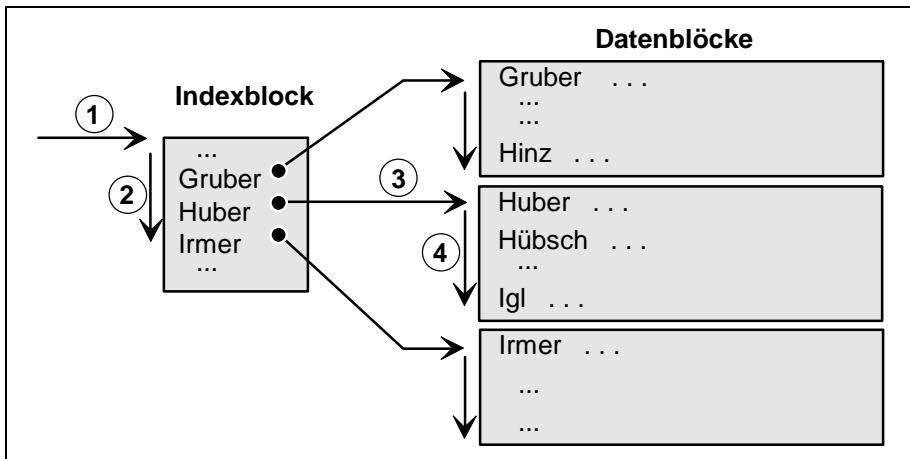 Datenblöcke
Indexblock
1
2
...
Gruber
Huber
Irmer
...
3
4
Gruber . . .
...
...
Hinz . . .
Huber . . .
Hübsch . . .
...
Igl . . .
Irmer . . .
...
...